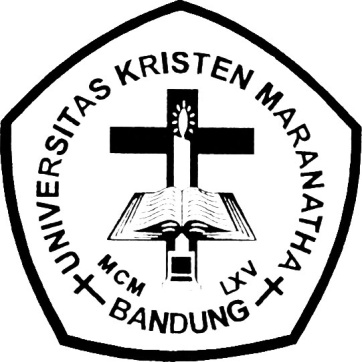 UNIVERSITAS KRISTEN MARANATHA
MCM LXV
BANDUNG